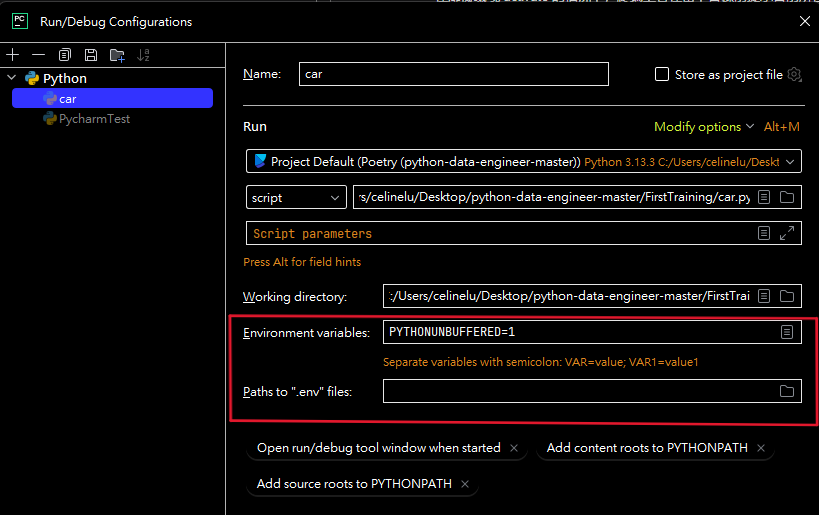 PC Run/Debug Configurations
Python
car
PycharmTest
Name: car
Store as project file
Run
Modify options Alt+M
Project Default (Poetry (python-data-engineer-master)) Python 3.13.3 C:/Users/celinelu/Deskt
script rs/celinelu/Desktop/python-data-engineer-master/FirstTraining/car.py
Script parameters
Press Alt for field hints
Working directory: :/Users/celinelu/Desktop/python-data-engineer-master/FirstTrai
Environment variables: PYTHONUNBUFFERED=1
Separate variables with semicolon: VAR=value; VAR1=value1
Paths to ".env" files:
Open run/debug tool window when started × Add content roots to PYTHONPATH ×
Add source roots to PYTHONPATH ×